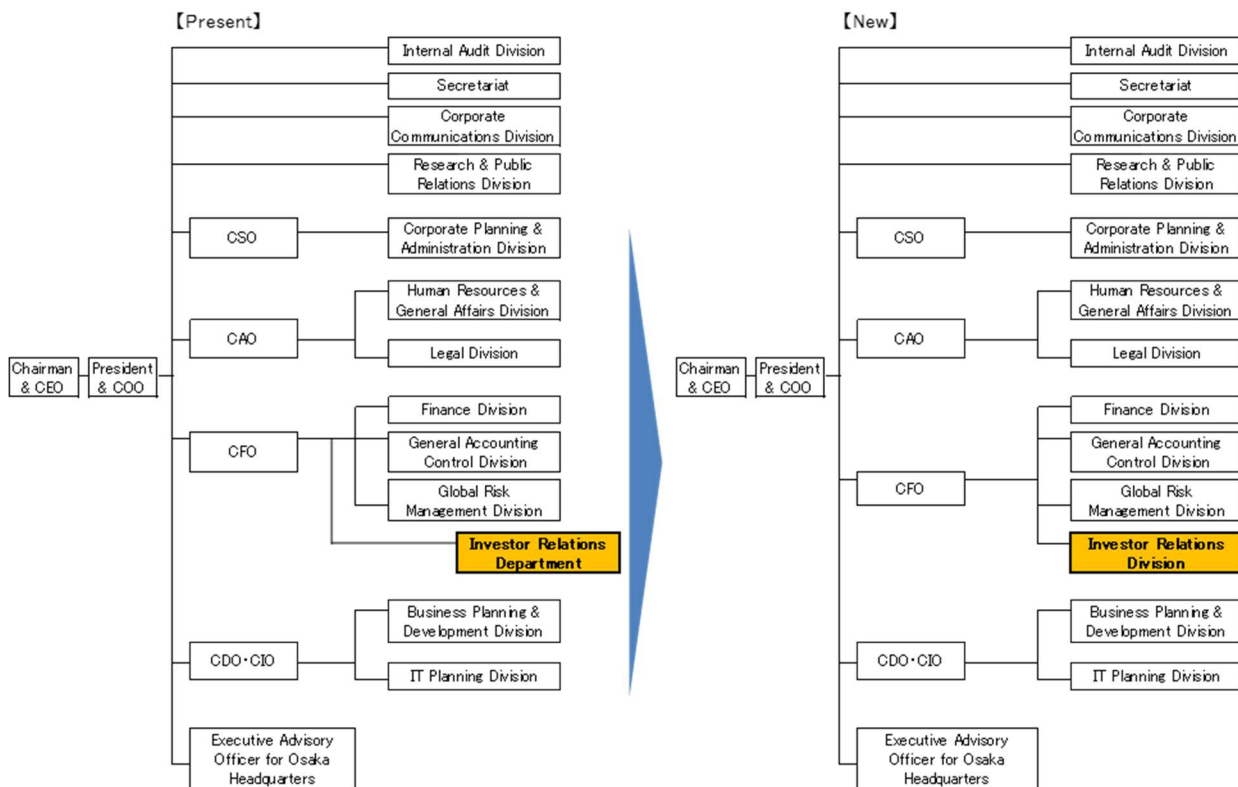 【Present】
Internal Audit Division
Secretariat
Corporate
Communications Division
Research & Public
Relations Division
CSO
Corporate Planning &
Administration Division
Human Resources &
General Affairs Division
CAO
Legal Division
Chairman
& CEO
President
& COO
Finance Division
CFO
General Accounting
Control Division
Global Risk
Management Division
Investor Relations
Department
Business Planning &
Development Division
CDO・CIO
IT Planning Division
Executive Advisory
Officer for Osaka
Headquarters
【New】
Internal Audit Division
Secretariat
Corporate
Communications Division
Research & Public
Relations Division
CSO
Corporate Planning &
Administration Division
Human Resources &
General Affairs Division
CAO
Legal Division
Chairman
& CEO
President
& COO
Finance Division
General Accounting
Control Division
CFO
Global Risk
Management Division
Investor Relations
Division
Business Planning &
Development Division
CDO・CIO
IT Planning Division
Executive Advisory
Officer for Osaka
Headquarters